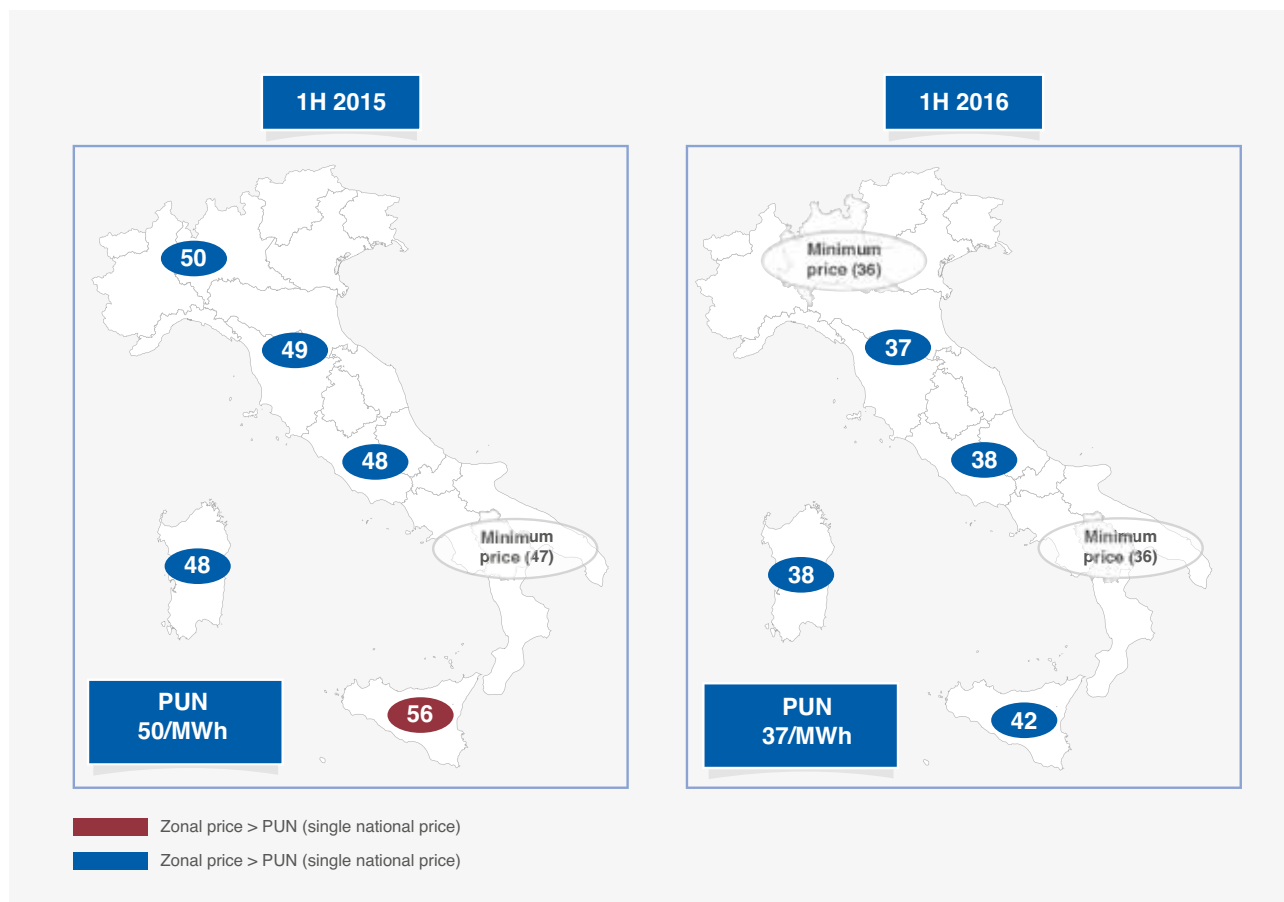 1H 2015
50
49
48
48
Minimum
price (47)
56
PUN
50/MWh
1H 2016
Minimum
price (36)
37
38
38
Minimum
price (36)
42
PUN
37/MWh
Zonal price > PUN (single national price)
Zonal price > PUN (single national price)